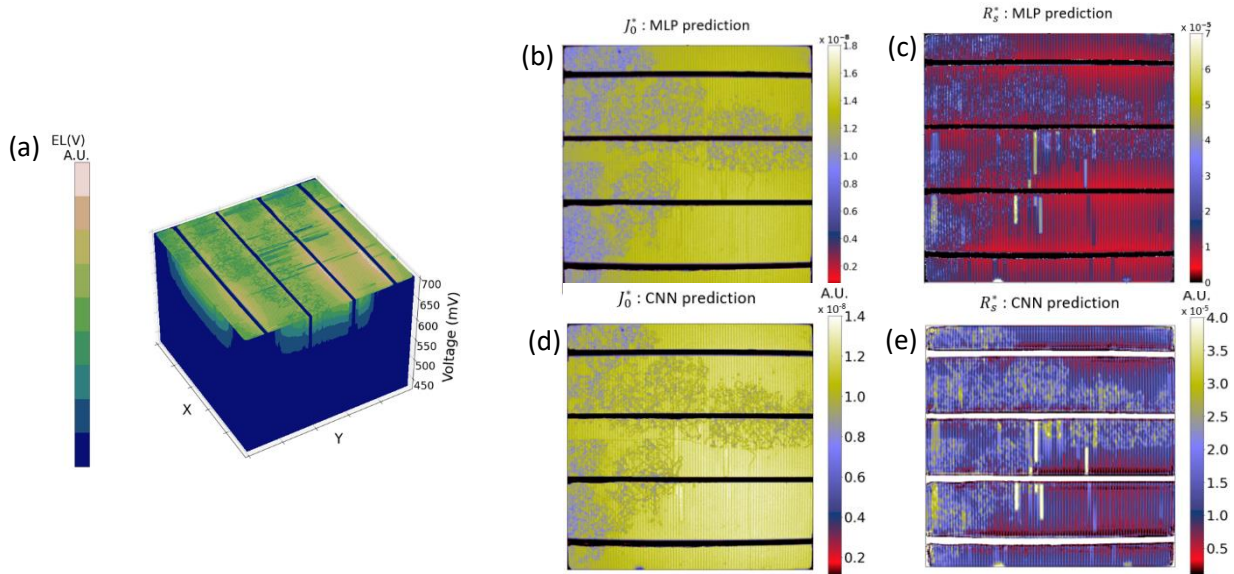 (a)
EL(V)
A.U.
X
Y
700
650
600
550
500
450
Voltage (mV)
(b)
J₀* : MLP prediction
x 10⁻⁸
1.8
1.6
1.4
1.2
1.0
0.8
0.6
0.4
0.2
(c)
Rₛ* : MLP prediction
x 10⁻⁵
7
6
5
4
3
2
1
0
(d)
J₀* : CNN prediction
A.U.
x 10⁻⁸
1.4
1.2
1.0
0.8
0.6
0.4
0.2
(e)
Rₛ* : CNN prediction
A.U.
x 10⁻⁵
4.0
3.5
3.0
2.5
2.0
1.5
1.0
0.5